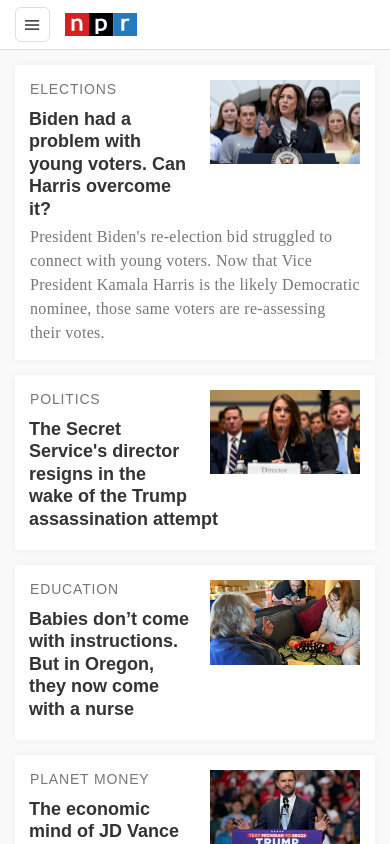 npr
ELECTIONS
Biden had a
problem with
young voters. Can
Harris overcome
it?
President Biden's re-election bid struggled to
connect with young voters. Now that Vice
President Kamala Harris is the likely Democratic
nominee, those same voters are re-assessing
their votes.
POLITICS
The Secret
Service's director
resigns in the
wake of the Trump
assassination attempt
Director
EDUCATION
Babies don’t come
with instructions.
But in Oregon,
they now come
with a nurse
PLANET MONEY
The economic
mind of JD Vance
TRUMP